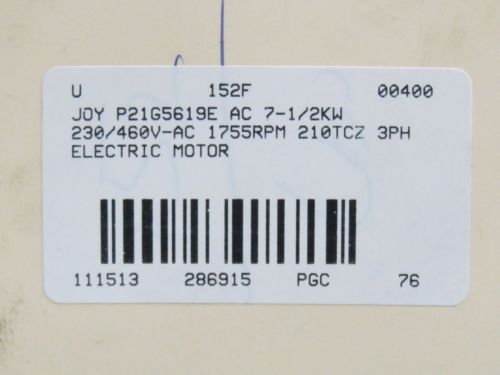 U 152F 00400
JOY P21G5619E AC 7-1/2KW
230/460V-AC 1755RPM 210TCZ 3PH
ELECTRIC MOTOR
111513 286915 PGC 76